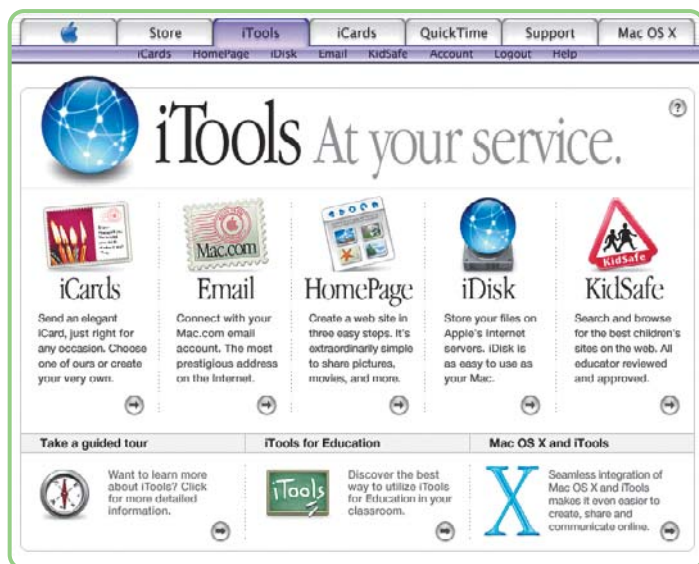 Store iTools iCards QuickTime Support Mac OS X
iCards HomePage iDisk Email KidSafe Account Logout Help
iTools At your service.
?
Mac.com
KidSafe
iCards
Email
HomePage
iDisk
KidSafe
Send an elegant
iCard, just right for
any occasion. Choose
one of ours or create
your very own.
Connect with your
Mac.com email
account. The most
prestigious address
on the Internet.
Create a web site in
three easy steps. It's
extraordinarily simple
to share pictures,
movies, and more.
Store your files on
Apple's Internet
servers. iDisk is
as easy to use as
your Mac.
Search and browse
for the best children's
sites on the web. All
educator reviewed
and approved.
Take a guided tour
iTools for Education
Mac OS X and iTools
Want to learn more
about iTools? Click
for more detailed
information.
iTools
Discover the best
way to utilize iTools
for Education in your
classroom.
X
Seamless integration of
Mac OS X and iTools
makes it even easier to
create, share and
communicate online.